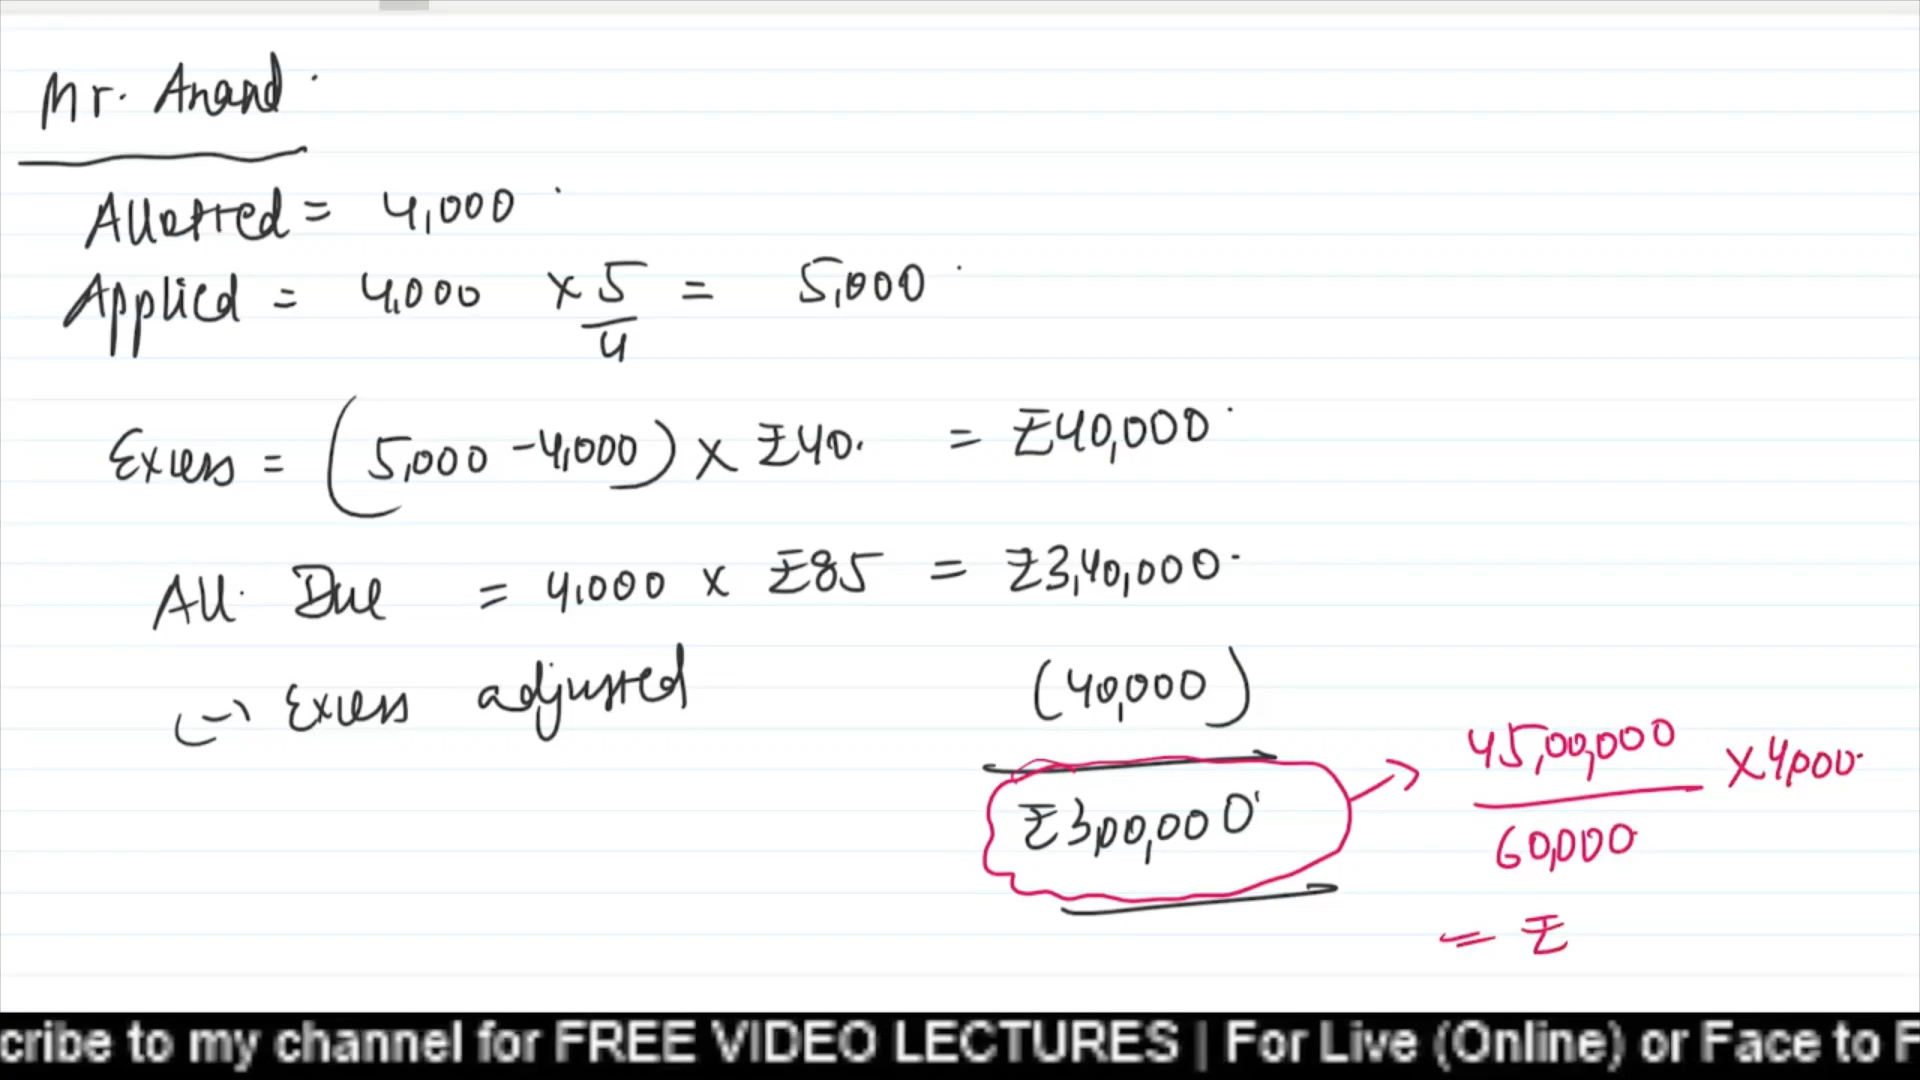 Mr. Anand
Allotted = 4,000
Applied = 4,000 × 5/4 = 5,000
Excess = (5,000 - 4,000) × ₹40. = ₹40,000
All. Due = 4,000 × ₹85 = ₹3,40,000
(-) Excess adjusted (40,000)
₹3,00,000 → 45,00,000/60,000 × 4,000
= ₹
cribe to my channel for FREE VIDEO LECTURES | For Live (Online) or Face to F